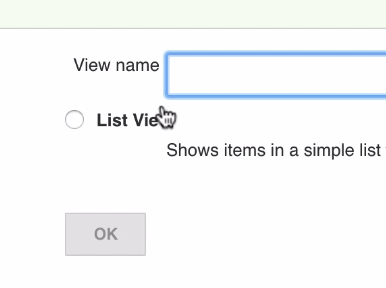 View name
List Vie
Shows items in a simple list
OK